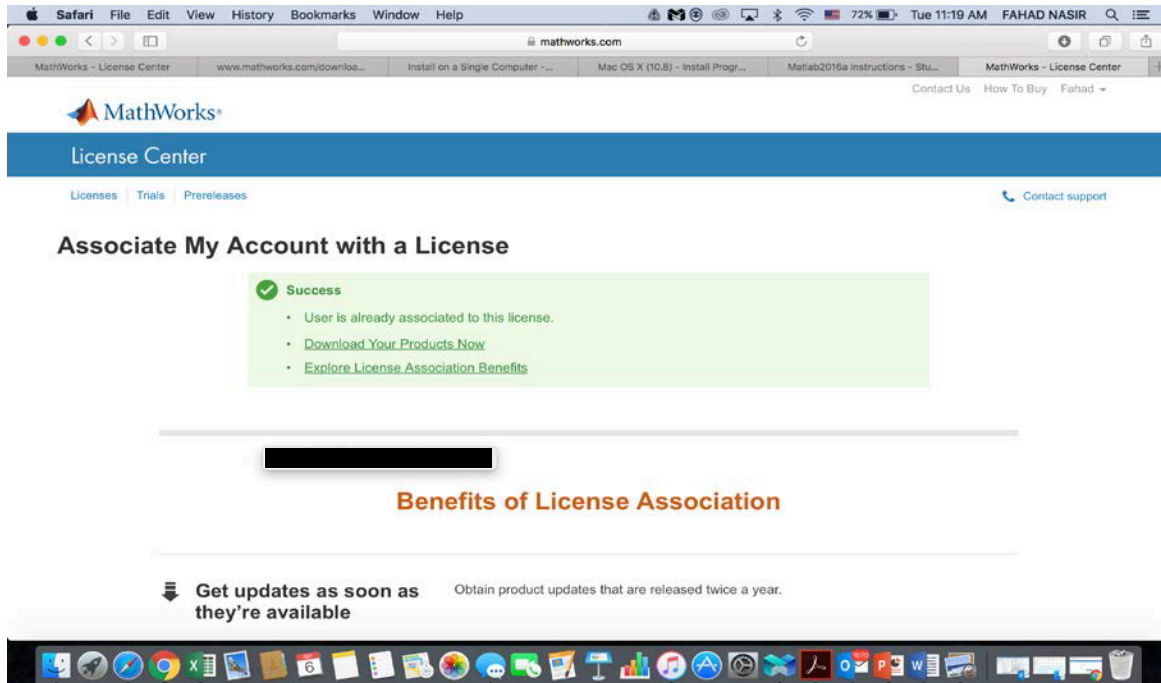 Safari File Edit View History Bookmarks Window Help 72% Tue 11:19 AM FAHAD NASIR
mathworks.com
MathWorks - License Center www.mathworks.com/downloa... Install on a Single Computer -... Mac OS X (10.8) - Install Progr... Matlab2016a Instructions - Stu... MathWorks - License Center
Contact Us How To Buy Fahad
MathWorks®
License Center
Licenses Trials Prereleases Contact support
Associate My Account with a License
Success
• User is already associated to this license.
• Download Your Products Now
• Explore License Association Benefits
Benefits of License Association
Get updates as soon as they're available
Obtain product updates that are released twice a year.
6